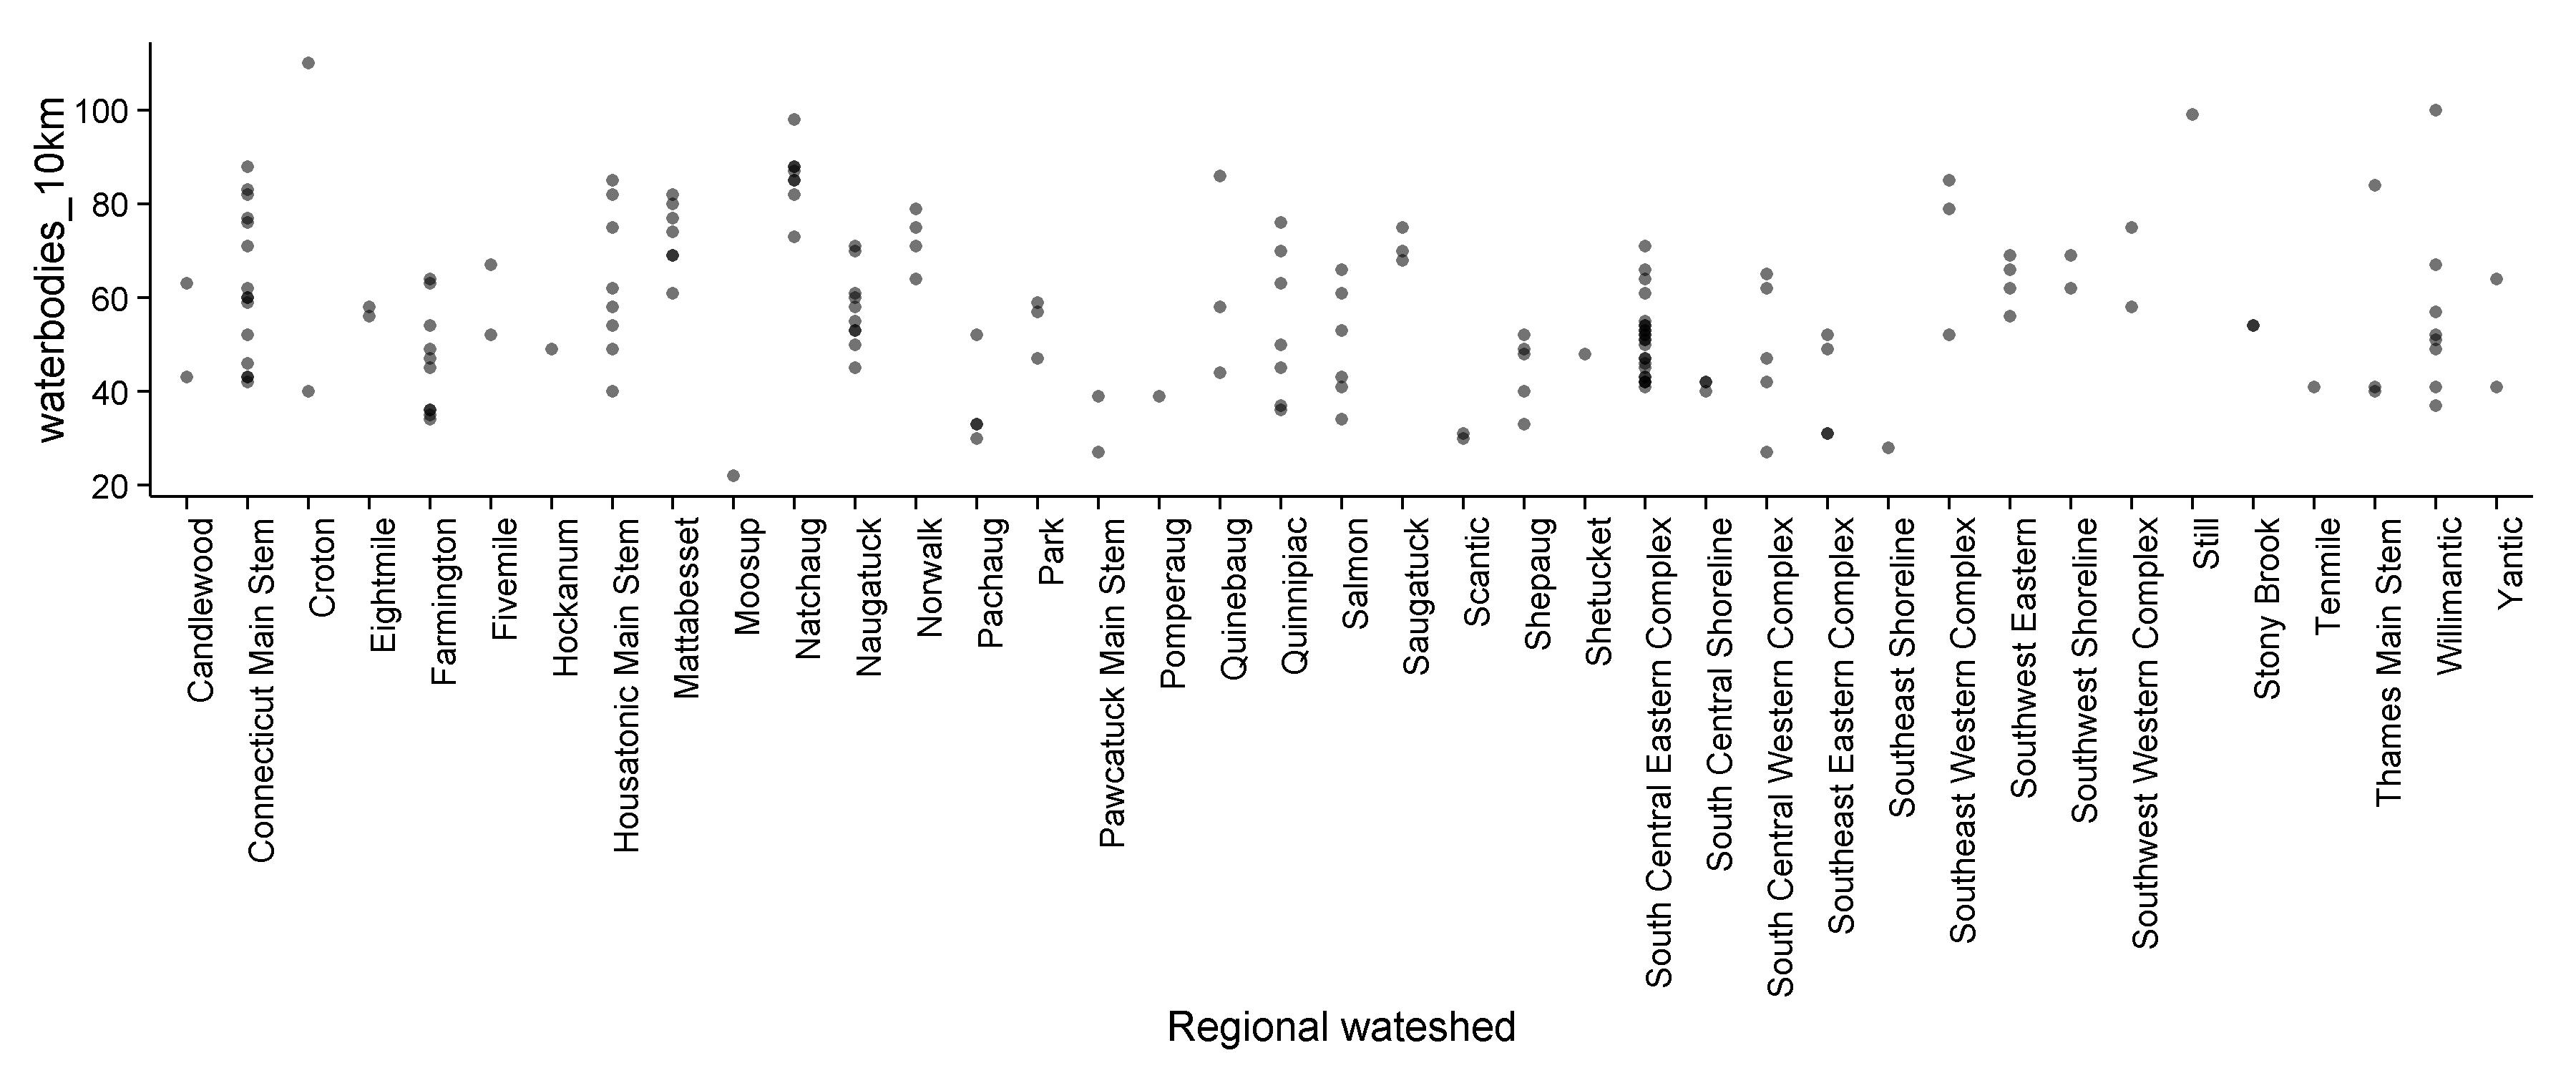 waterbodies_10km
100
80
60
40
20
Candlewood
Connecticut Main Stem
Croton
Eightmile
Farmington
Fivemile
Hockanum
Housatonic Main Stem
Mattabesset
Moosup
Natchaug
Naugatuck
Norwalk
Pachaug
Park
Pawcatuck Main Stem
Pomperaug
Quinebaug
Quinnipiac
Salmon
Saugatuck
Scantic
Shepaug
Shetucket
South Central Eastern Complex
South Central Shoreline
South Central Western Complex
Southeast Eastern Complex
Southeast Shoreline
Southeast Western Complex
Southwest Eastern
Southwest Shoreline
Southwest Western Complex
Still
Stony Brook
Tenmile
Thames Main Stem
Willimantic
Yantic
Regional wateshed